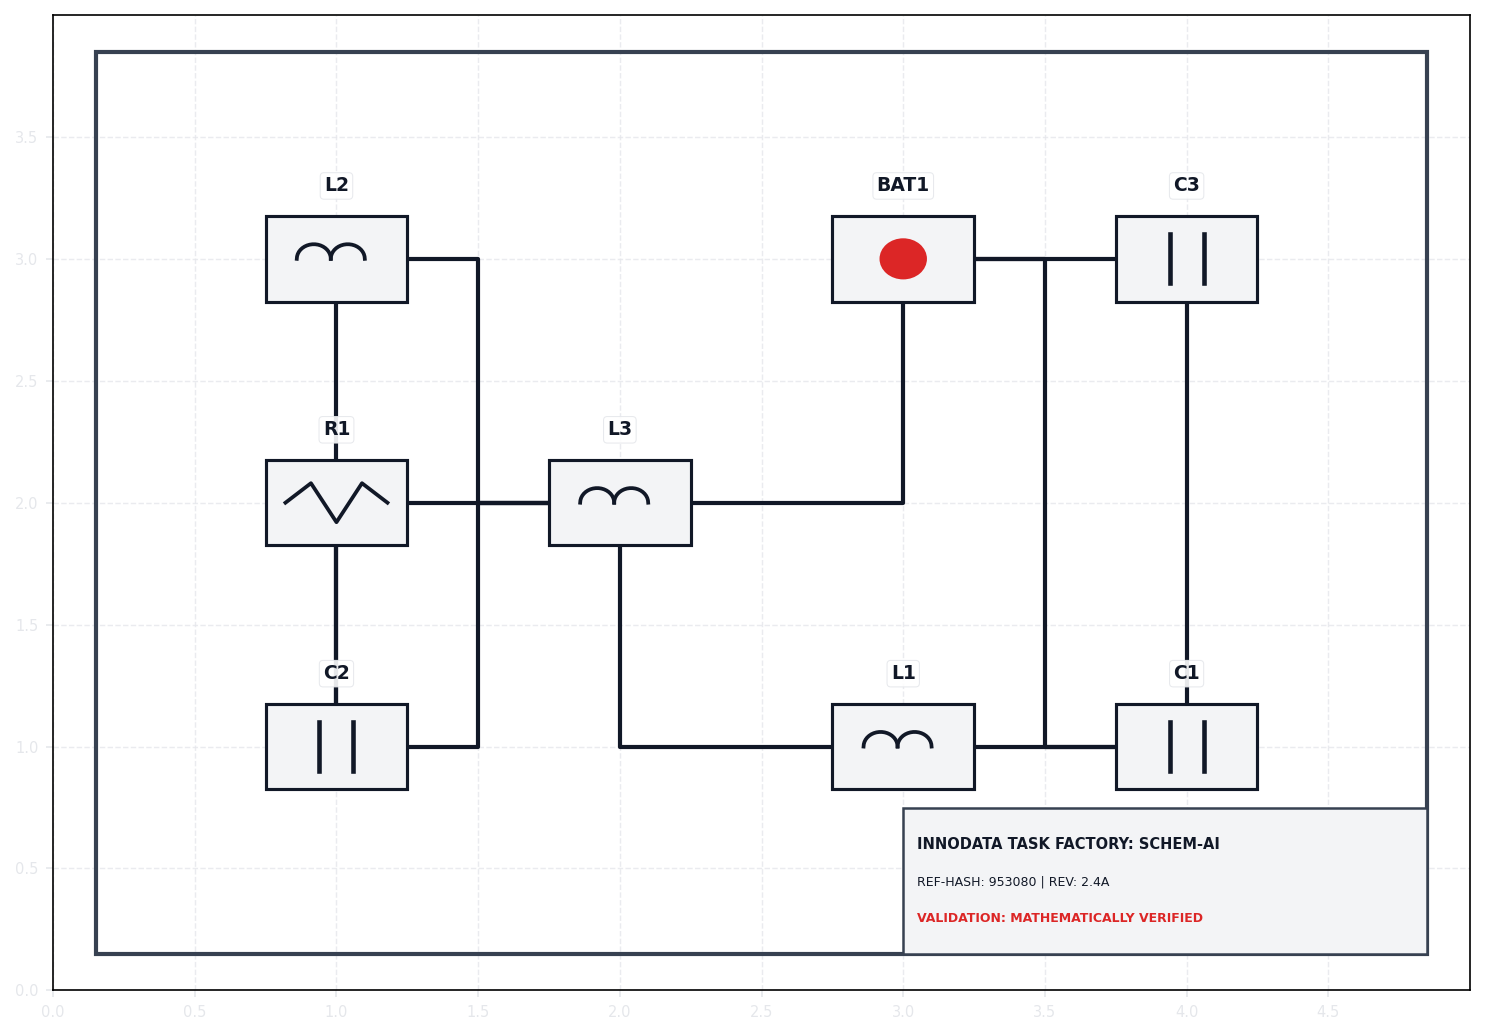 L2
BAT1
C3
R1
L3
C2
L1
C1
INNODATA TASK FACTORY: SCHEM-AI
REF-HASH: 953080 | REV: 2.4A
VALIDATION: MATHEMATICALLY VERIFIED
3.5
3.0
2.5
2.0
1.5
1.0
0.5
0.0
0.0 0.5 1.0 1.5 2.0 2.5 3.0 3.5 4.0 4.5